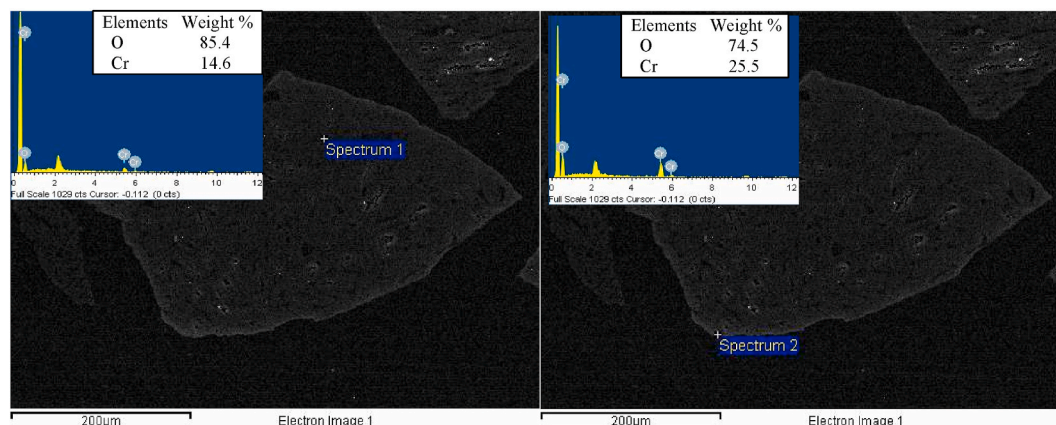 Elements Weight %
O 85.4
Cr 14.6
0 2 4 6 8 10 12
Full Scale 1029 cts Cursor: -0.112 (0 cts)
Spectrum 1
200um Electron Image 1
Elements Weight %
O 74.5
Cr 25.5
0 2 4 6 8 10 12
Full Scale 1029 cts Cursor: -0.112 (0 cts)
Spectrum 2
200um Electron Image 1